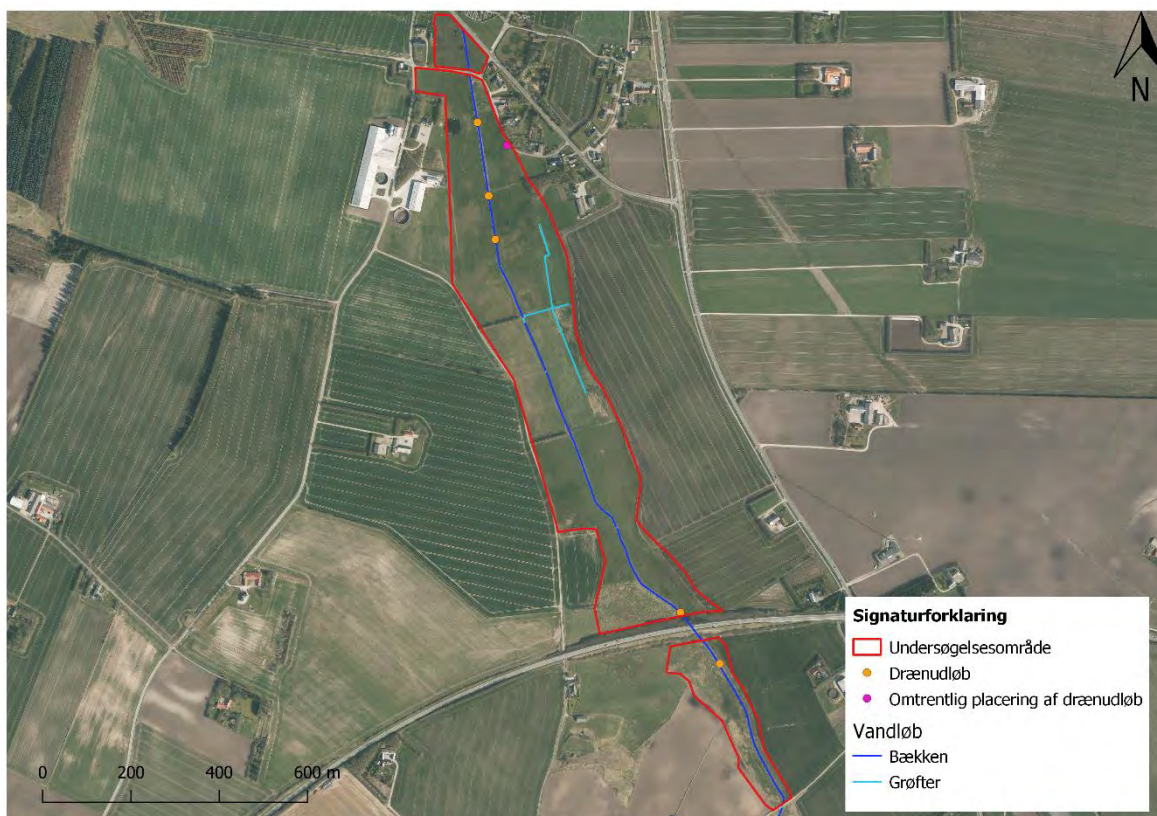 N
Signaturforklaring
Undersøgelsesområde
Drænudløb
Omtrentlig placering af drænudløb
Vandløb
Bækken
Grøfter
0 200 400 600 m